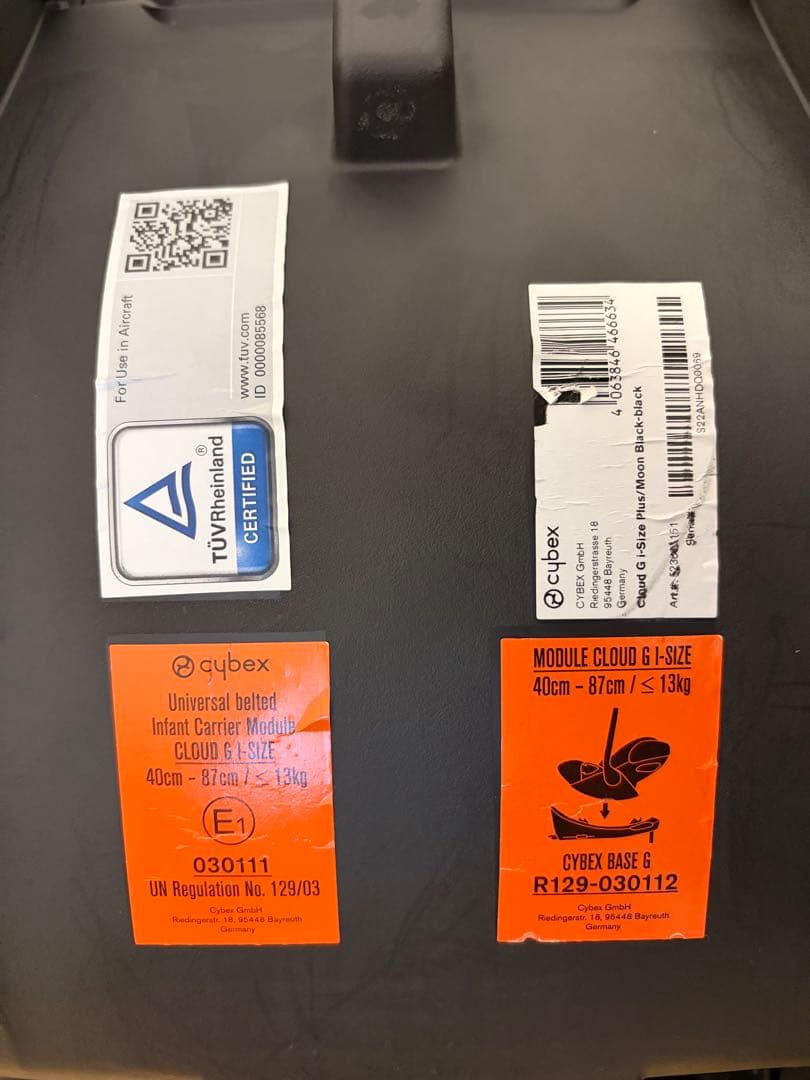 For Use in Aircraft
www.tuv.com
ID 0000085568
TÜVRheinland®
CERTIFIED
cybex
CYBEX GmbH
Riedingerstrasse 18
95448 Bayreuth
Germany
4 063846 466634
Cloud G i-Size Plus/Moon Black-black
Art.#:
S22ANHDC0069
cybex
Universal belted
Infant Carrier Module
CLOUD G I-SIZE
40cm - 87cm / ≤ 13kg
E1
030111
UN Regulation No. 129/03
Cybex GmbH
Riedingerstr. 18, 95448 Bayreuth
Germany
MODULE CLOUD G I-SIZE
40cm - 87cm / ≤ 13kg
CYBEX BASE G
R129-030112
Cybex GmbH
Riedingerstr. 18, 95448 Bayreuth
Germany